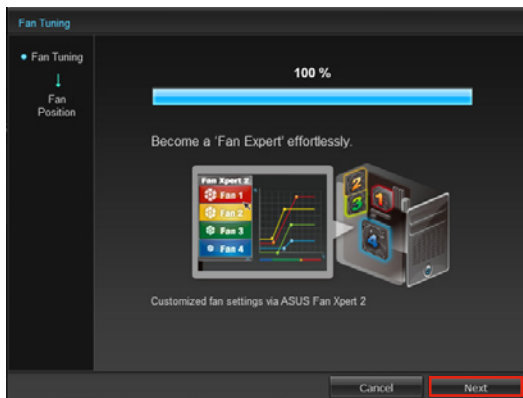 Fan Tuning
Fan Tuning
Fan
Position
100 %
Become a 'Fan Expert' effortlessly.
Fan Xpert 2
Fan 1
Fan 2
Fan 3
Fan 4
2
3
1
4
Customized fan settings via ASUS Fan Xpert 2
Cancel
Next